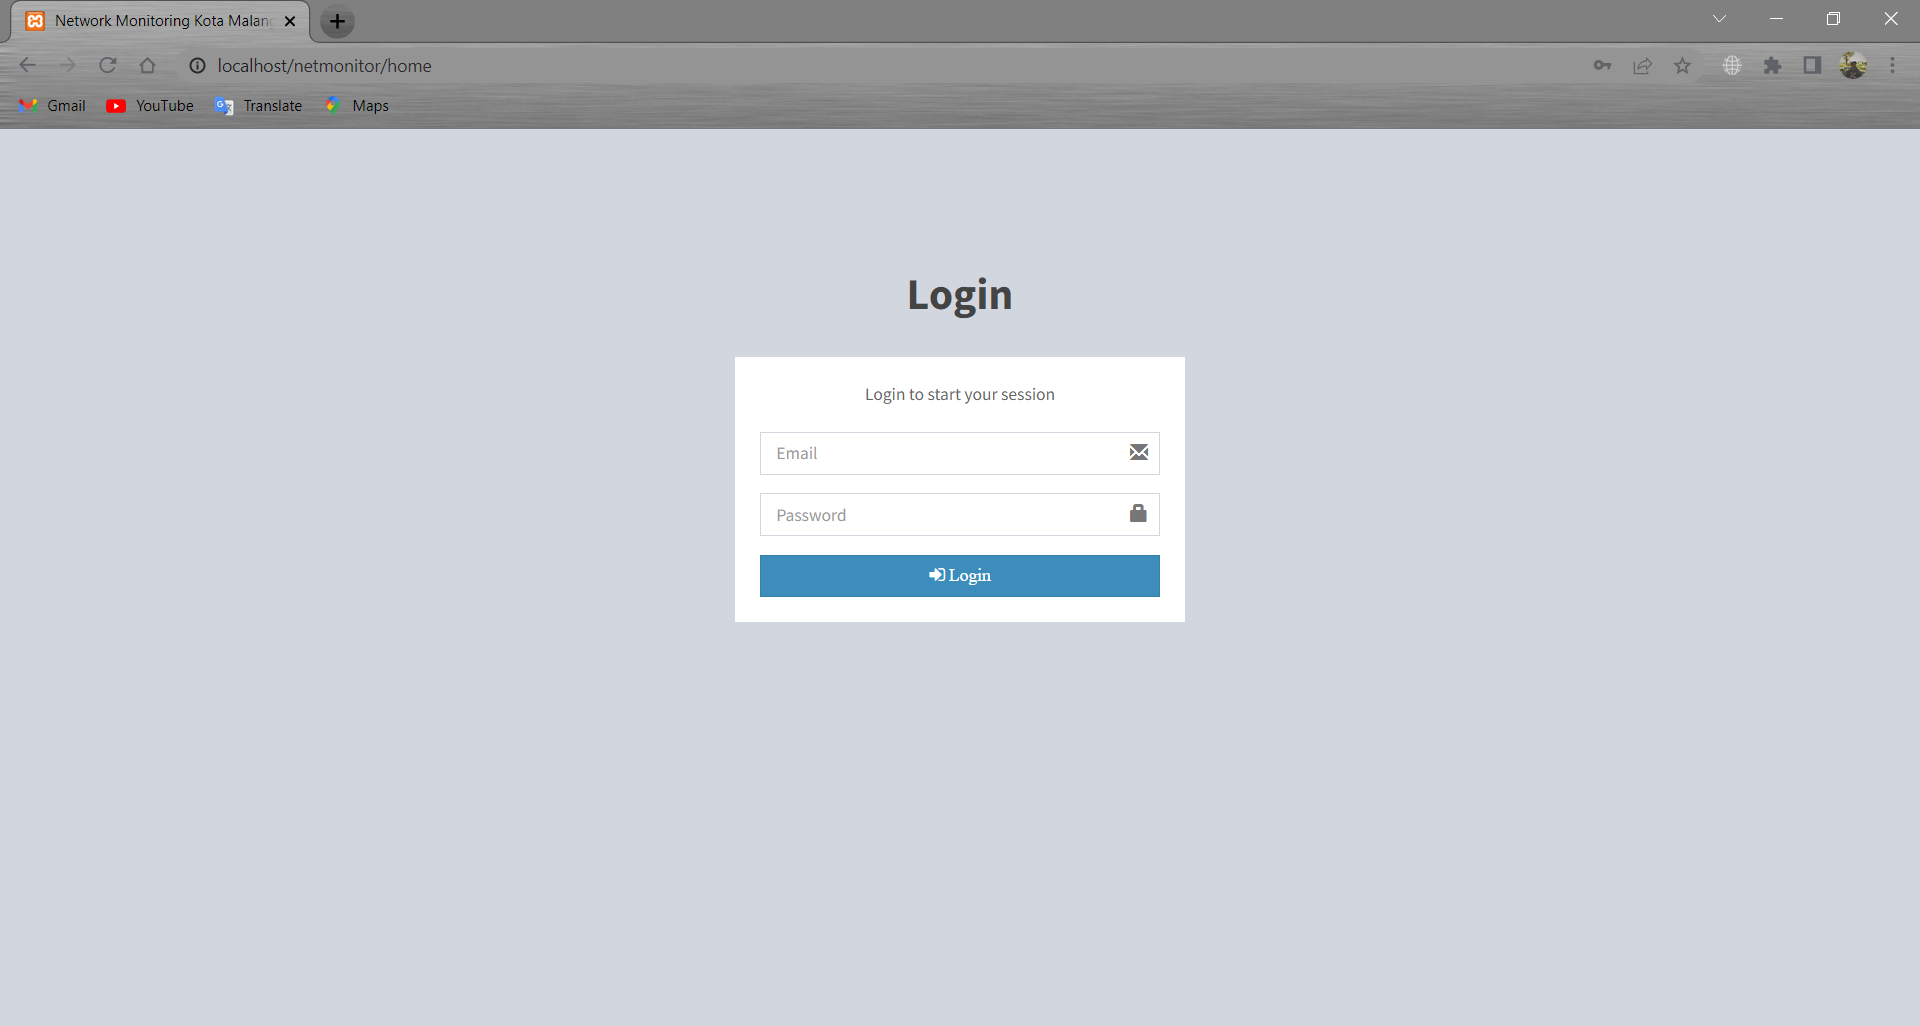 Network Monitoring Kota Malang
localhost/netmonitor/home
Gmail YouTube Translate Maps
Login
Login to start your session
Email
Password
Login